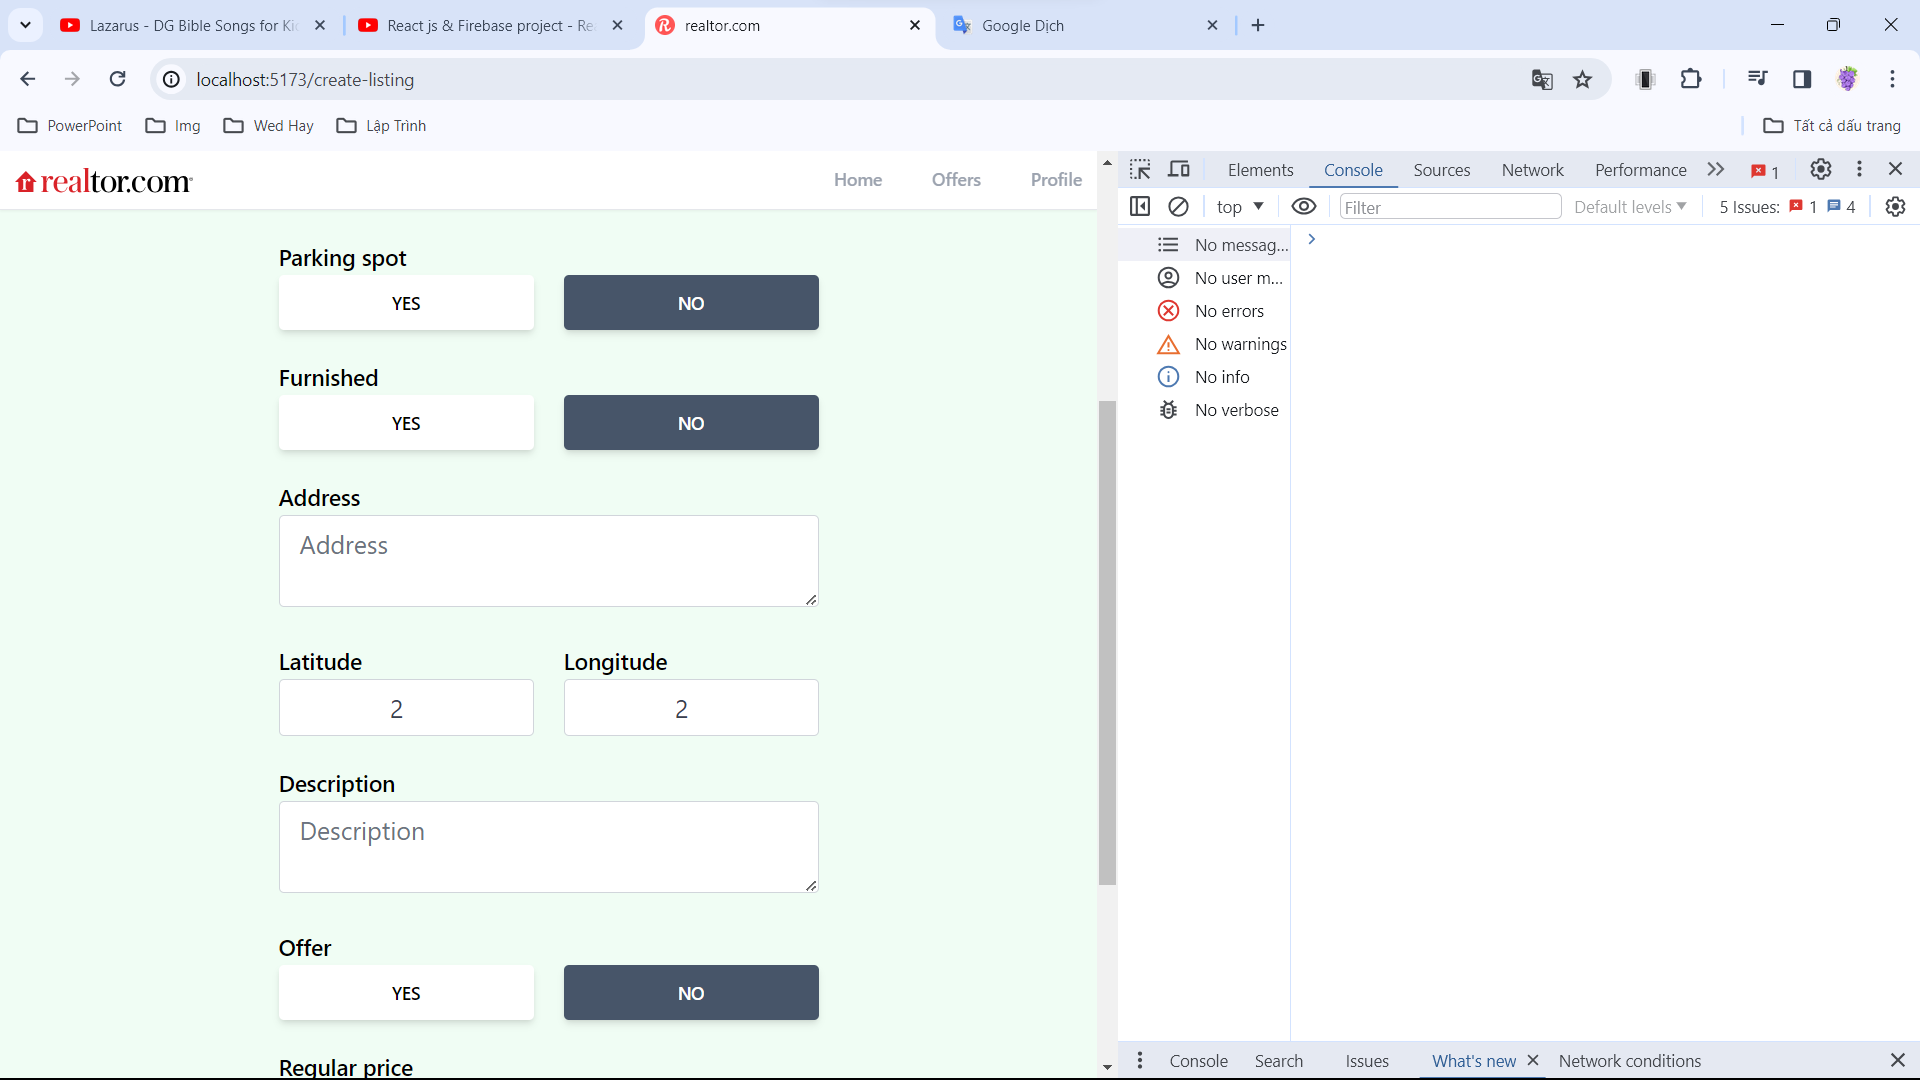 Lazarus - DG Bible Songs for Ki
React js & Firebase project - Re
realtor.com
Google Dịch
localhost:5173/create-listing
PowerPoint
Img
Wed Hay
Lập Trình
Tất cả dấu trang
realtor.com
Home
Offers
Profile
Parking spot
YES
NO
Furnished
YES
NO
Address
Address
Latitude
Longitude
2
2
Description
Description
Offer
YES
NO
Regular price
Elements
Console
Sources
Network
Performance
1
top
Filter
Default levels
5 Issues:
1
4
No messag...
No user m...
No errors
No warnings
No info
No verbose
Console
Search
Issues
What's new
Network conditions